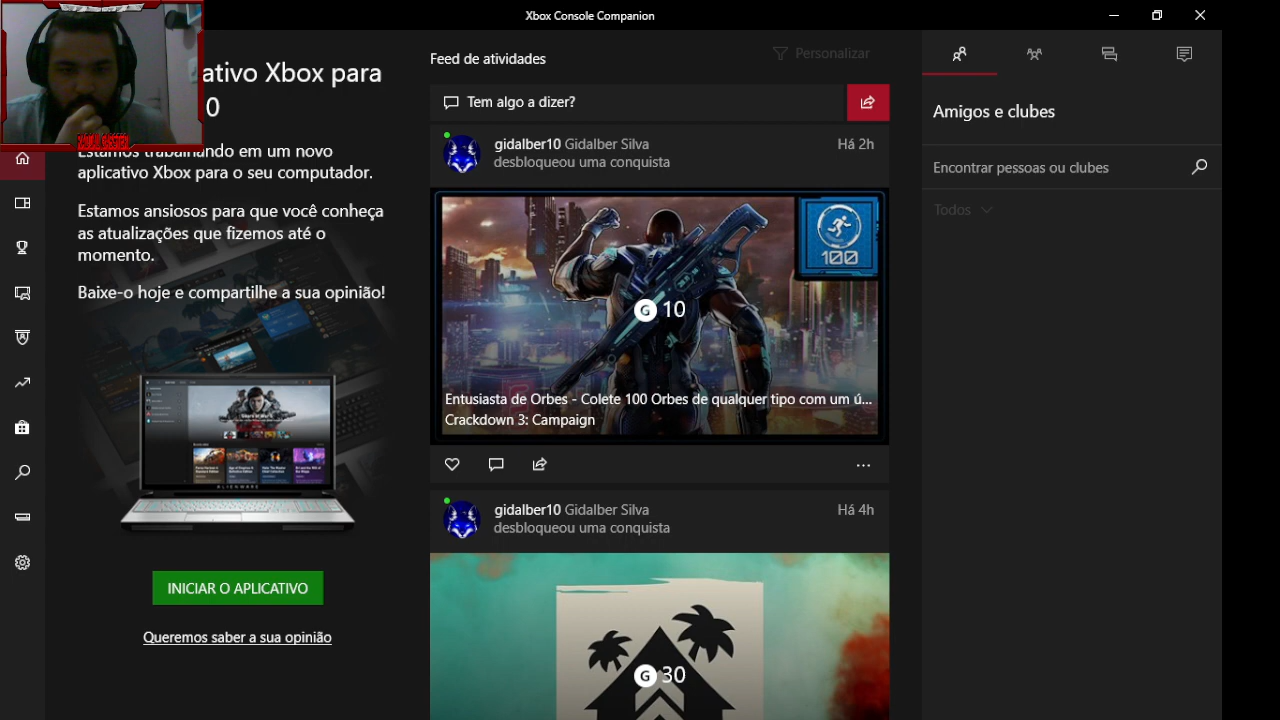 Xbox Console Companion
cativo Xbox para
0
Estamos trabalhando em um novo
aplicativo Xbox para o seu computador.
Estamos ansiosos para que você conheça
as atualizações que fizemos até o
momento.
Baixe-o hoje e compartilhe a sua opinião!
INICIAR O APLICATIVO
Queremos saber a sua opinião
Feed de atividades
Personalizar
Tem algo a dizer?
gidalber10 Gidalber Silva
Há 2h
desbloqueou uma conquista
100
G 10
Entusiasta de Orbes - Colete 100 Orbes de qualquer tipo com um ú...
Crackdown 3: Campaign
gidalber10 Gidalber Silva
Há 4h
desbloqueou uma conquista
G 30
Amigos e clubes
Encontrar pessoas ou clubes
Todos